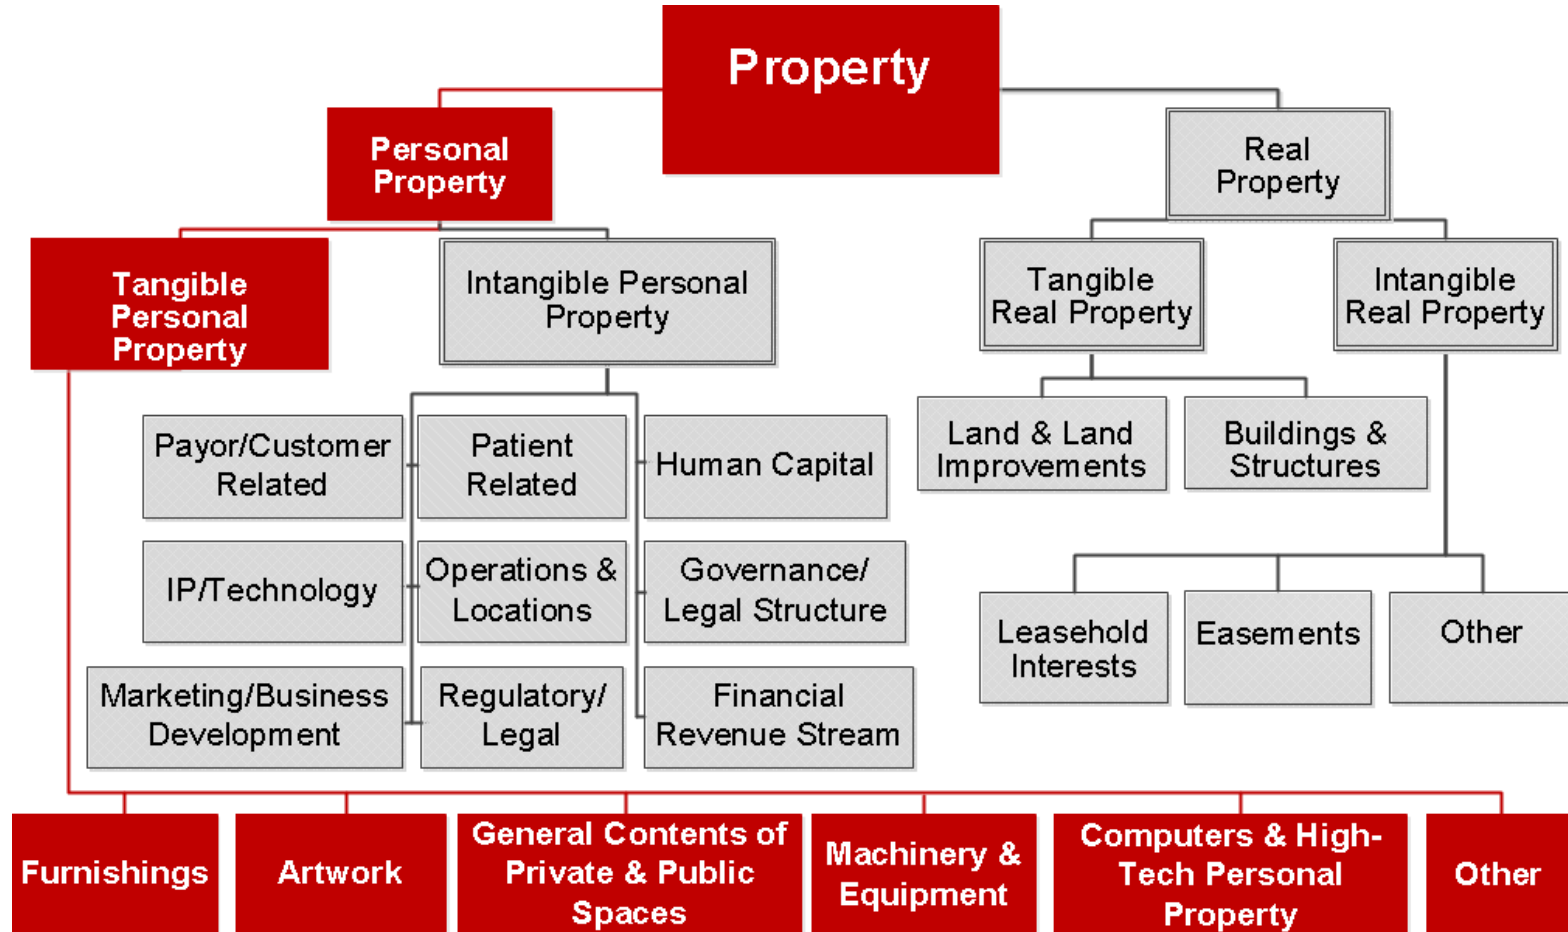 Property
Personal
Property
Real
Property
Tangible
Personal
Property
Intangible Personal
Property
Tangible
Real Property
Intangible
Real Property
Payor/Customer
Related
Patient
Related
Human Capital
Land & Land
Improvements
Buildings &
Structures
IP/Technology
Operations &
Locations
Governance/
Legal Structure
Leasehold
Interests
Easements
Other
Marketing/Business
Development
Regulatory/
Legal
Financial
Revenue Stream
Furnishings
Artwork
General Contents of
Private & Public
Spaces
Machinery &
Equipment
Computers & High-
Tech Personal
Property
Other